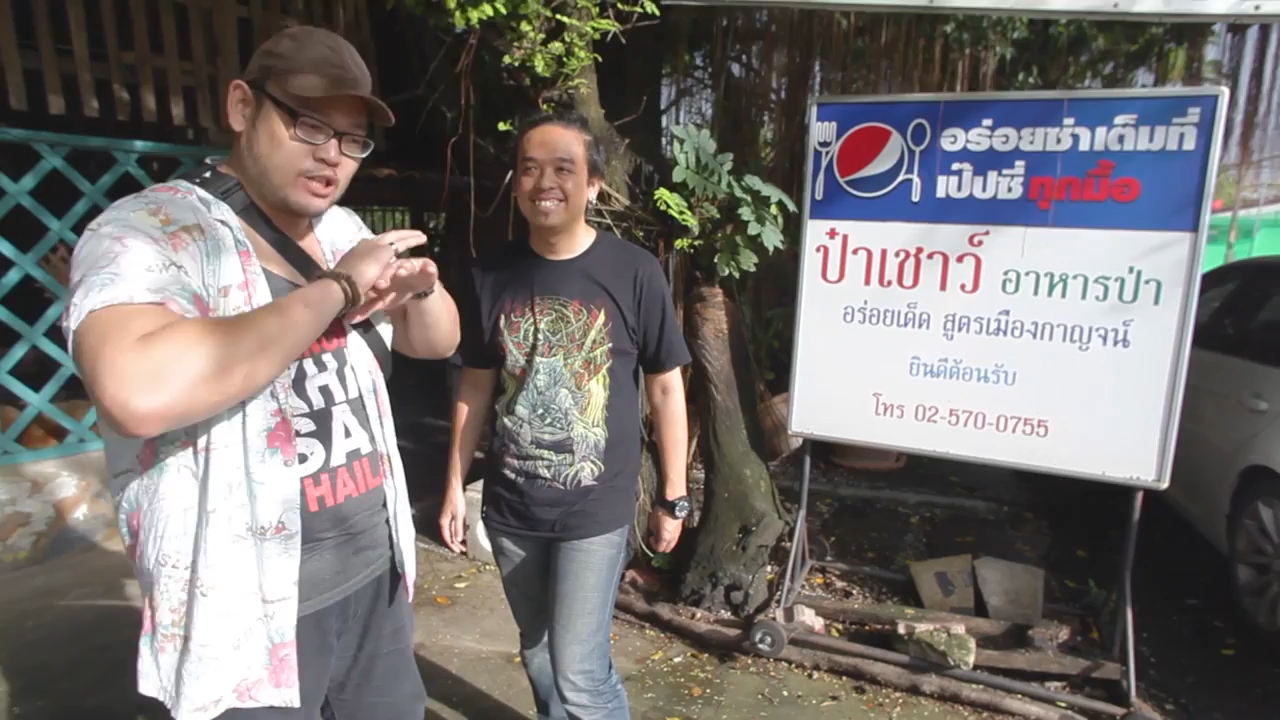 อร่อยซ่าเต็มที่
เป๊ปซี่ ทุกมื้อ
ป๋าเชาว์ อาหารป่า
อร่อยเด็ด สูตรเมืองกาญจน์
ยินดีต้อนรับ
โทร 02-570-0755
KHA
SA
HAIL